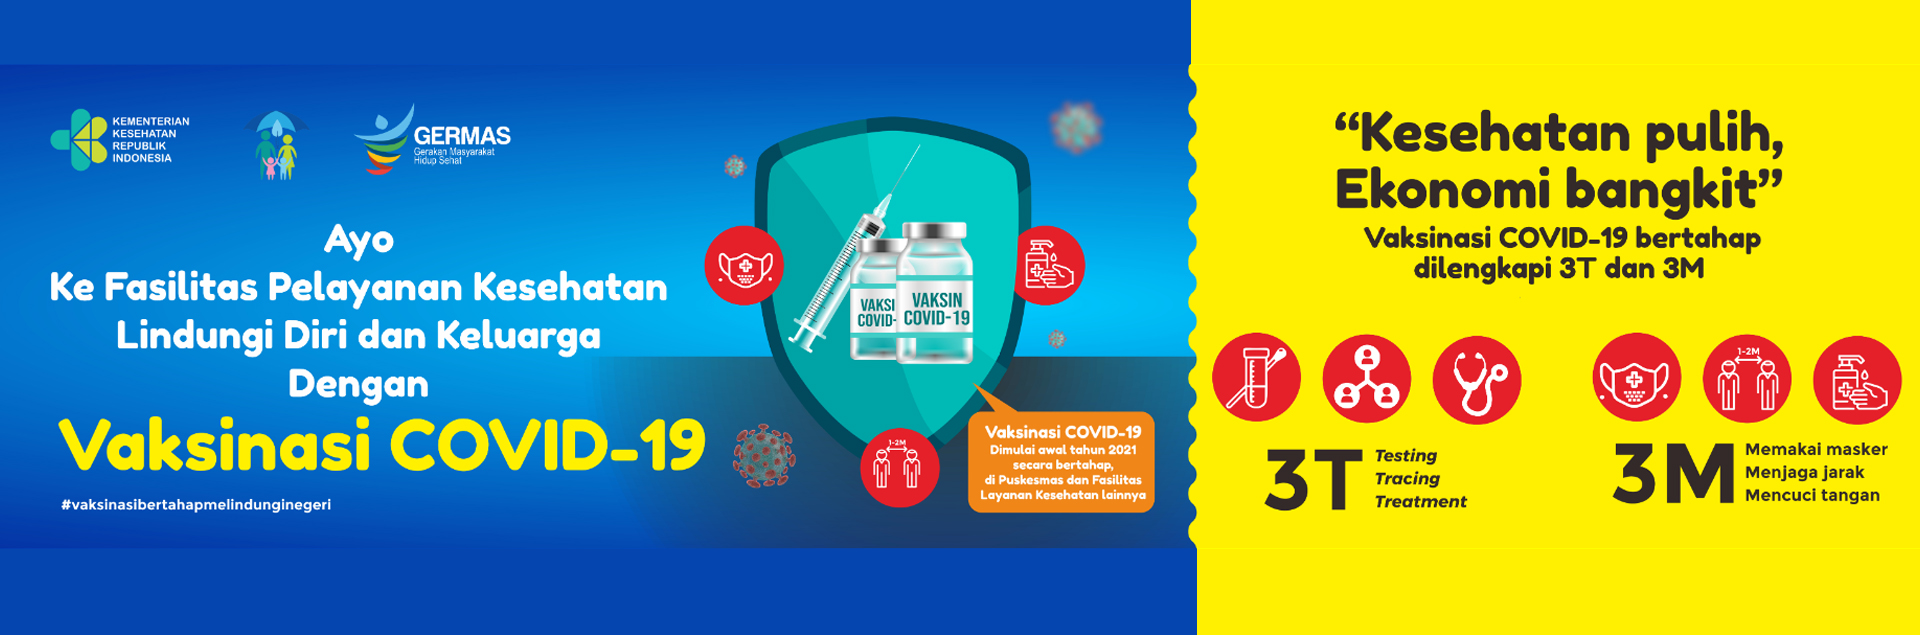 KEMENTERIAN
KESEHATAN
REPUBLIK
INDONESIA
GERMAS
Gerakan Masyarakat
Hidup Sehat
Ayo
Ke Fasilitas Pelayanan Kesehatan
Lindungi Diri dan Keluarga
Dengan
Vaksinasi COVID-19
#vaksinasibertahapmelindunginegeri
VAKSI
COVID-
VAKSIN
COVID-19
1-2M
Vaksinasi COVID-19
Dimulai awal tahun 2021
secara bertahap,
di Puskesmas dan Fasilitas
Layanan Kesehatan lainnya
“Kesehatan pulih,
Ekonomi bangkit”
Vaksinasi COVID-19 bertahap
dilengkapi 3T dan 3M
3T
Testing
Tracing
Treatment
1-2M
3M
Memakai masker
Menjaga jarak
Mencuci tangan